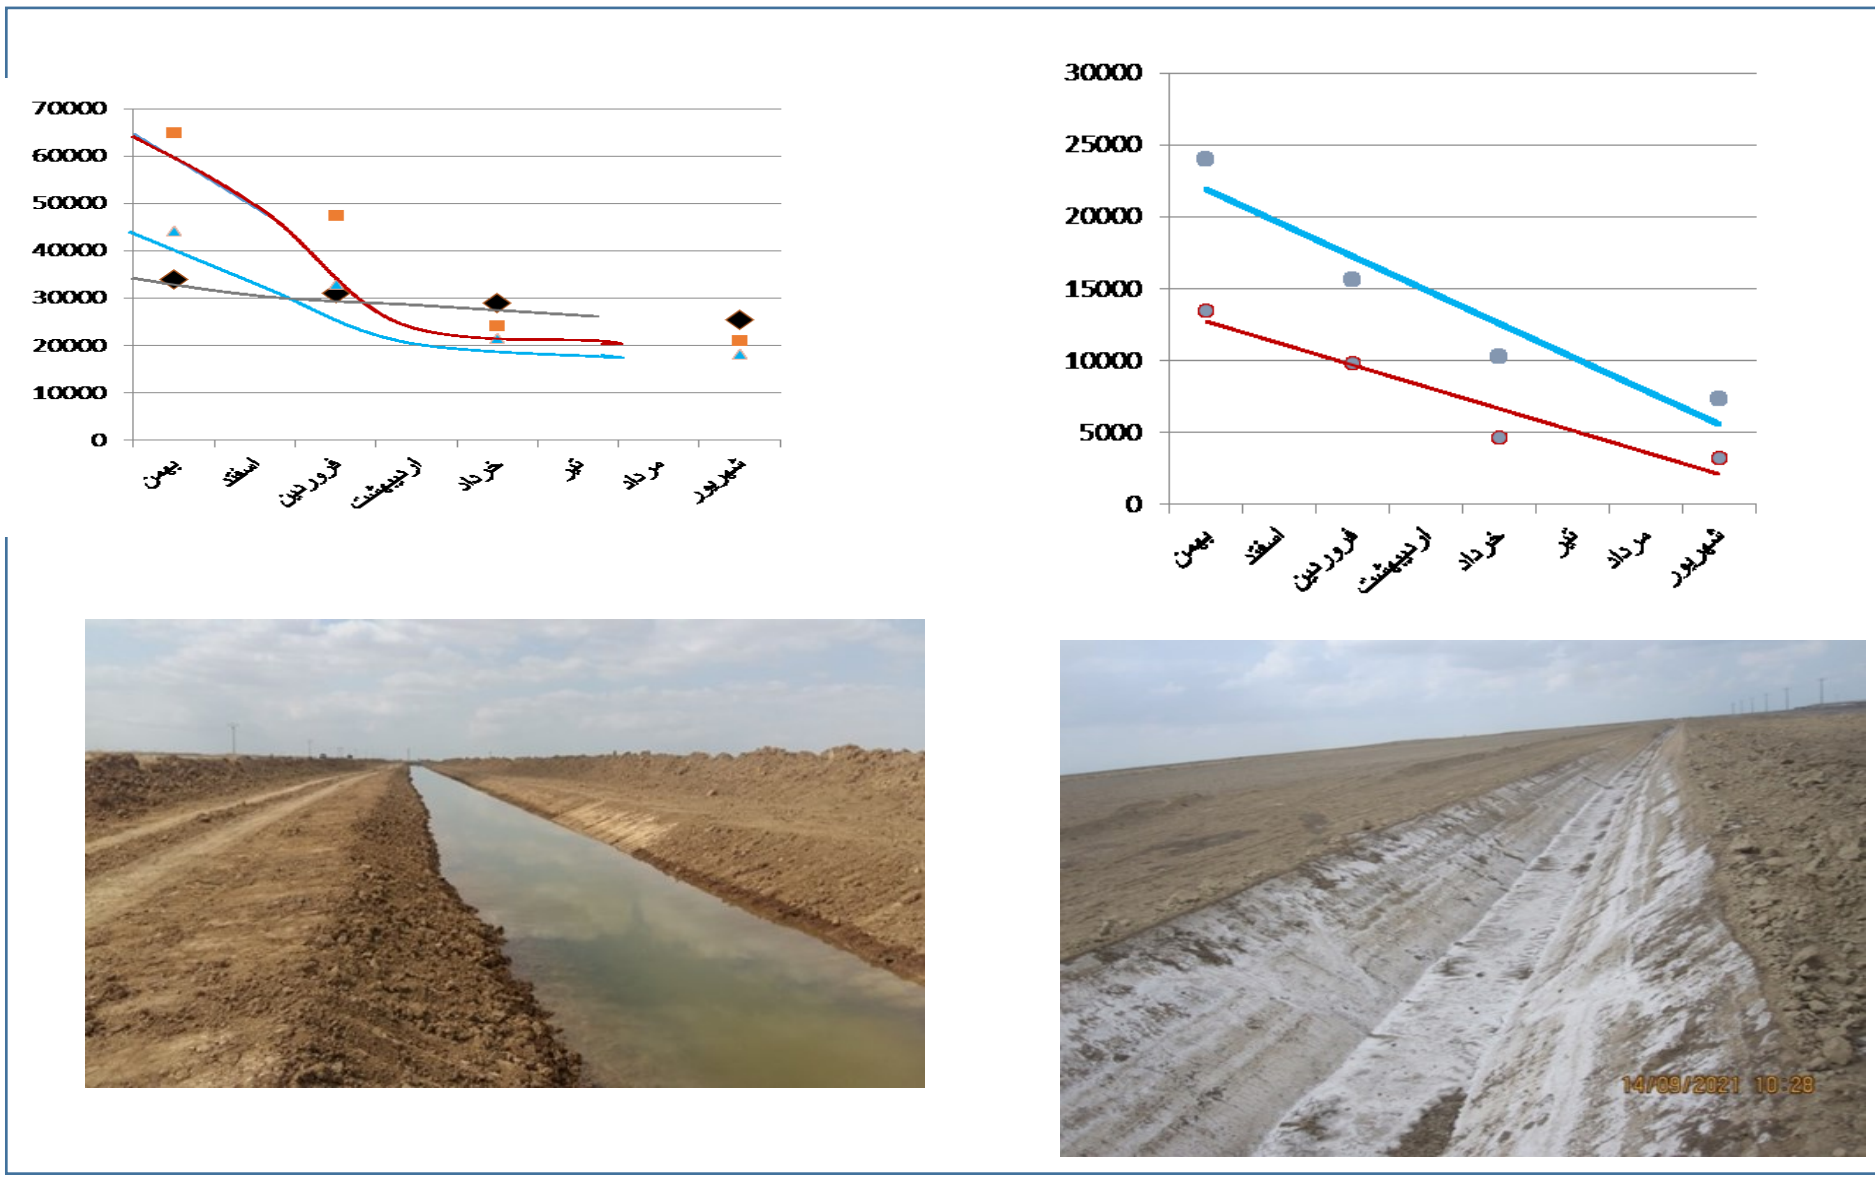 70000
60000
50000
40000
30000
20000
10000
0
بهمن
اسفند
فروردین
اردیبهشت
خرداد
تیر
مرداد
شهریور
30000
25000
20000
15000
10000
5000
0
بهمن
اسفند
فروردین
اردیبهشت
خرداد
تیر
مرداد
شهریور
14/09/2021 10:28